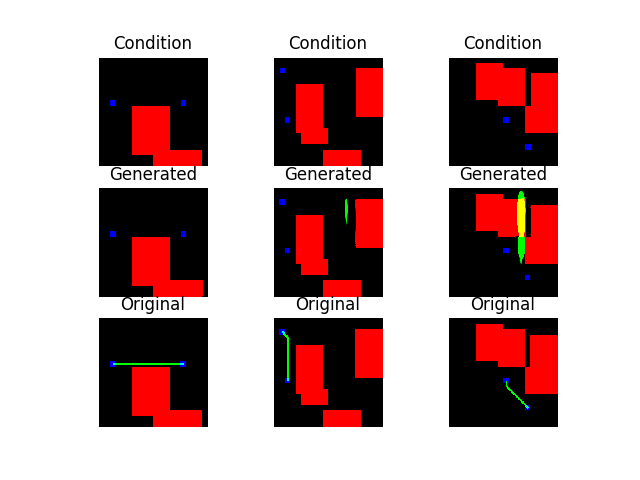 Condition Condition Condition
Generated Generated Generated
Original Original Original